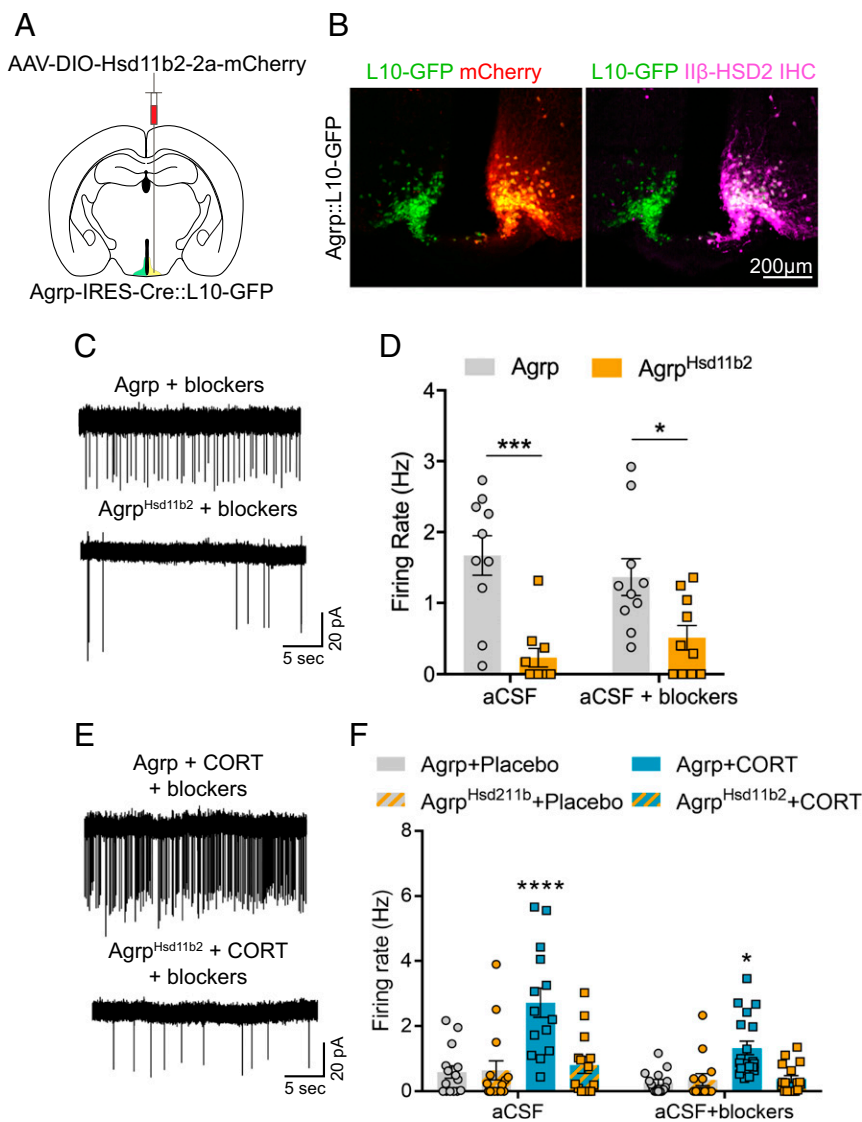 A
AAV-DIO-Hsd11b2-2a-mCherry
Agrp-IRES-Cre::L10-GFP
B
L10-GFP mCherry
L10-GFP IIβ-HSD2 IHC
Agrp::L10-GFP
200μm
C
Agrp + blockers
AgrpHsd11b2 + blockers
20 pA
5 sec
D
Agrp
AgrpHsd11b2
Firing Rate (Hz)
4
3
2
1
0
***
*
aCSF
aCSF + blockers
E
Agrp + CORT
+ blockers
AgrpHsd11b2 + CORT
+ blockers
20 pA
5 sec
F
Agrp+Placebo
Agrp+CORT
AgrpHsd211b+Placebo
AgrpHsd11b2+CORT
Firing rate (Hz)
8
6
4
2
0
****
*
aCSF
aCSF+blockers